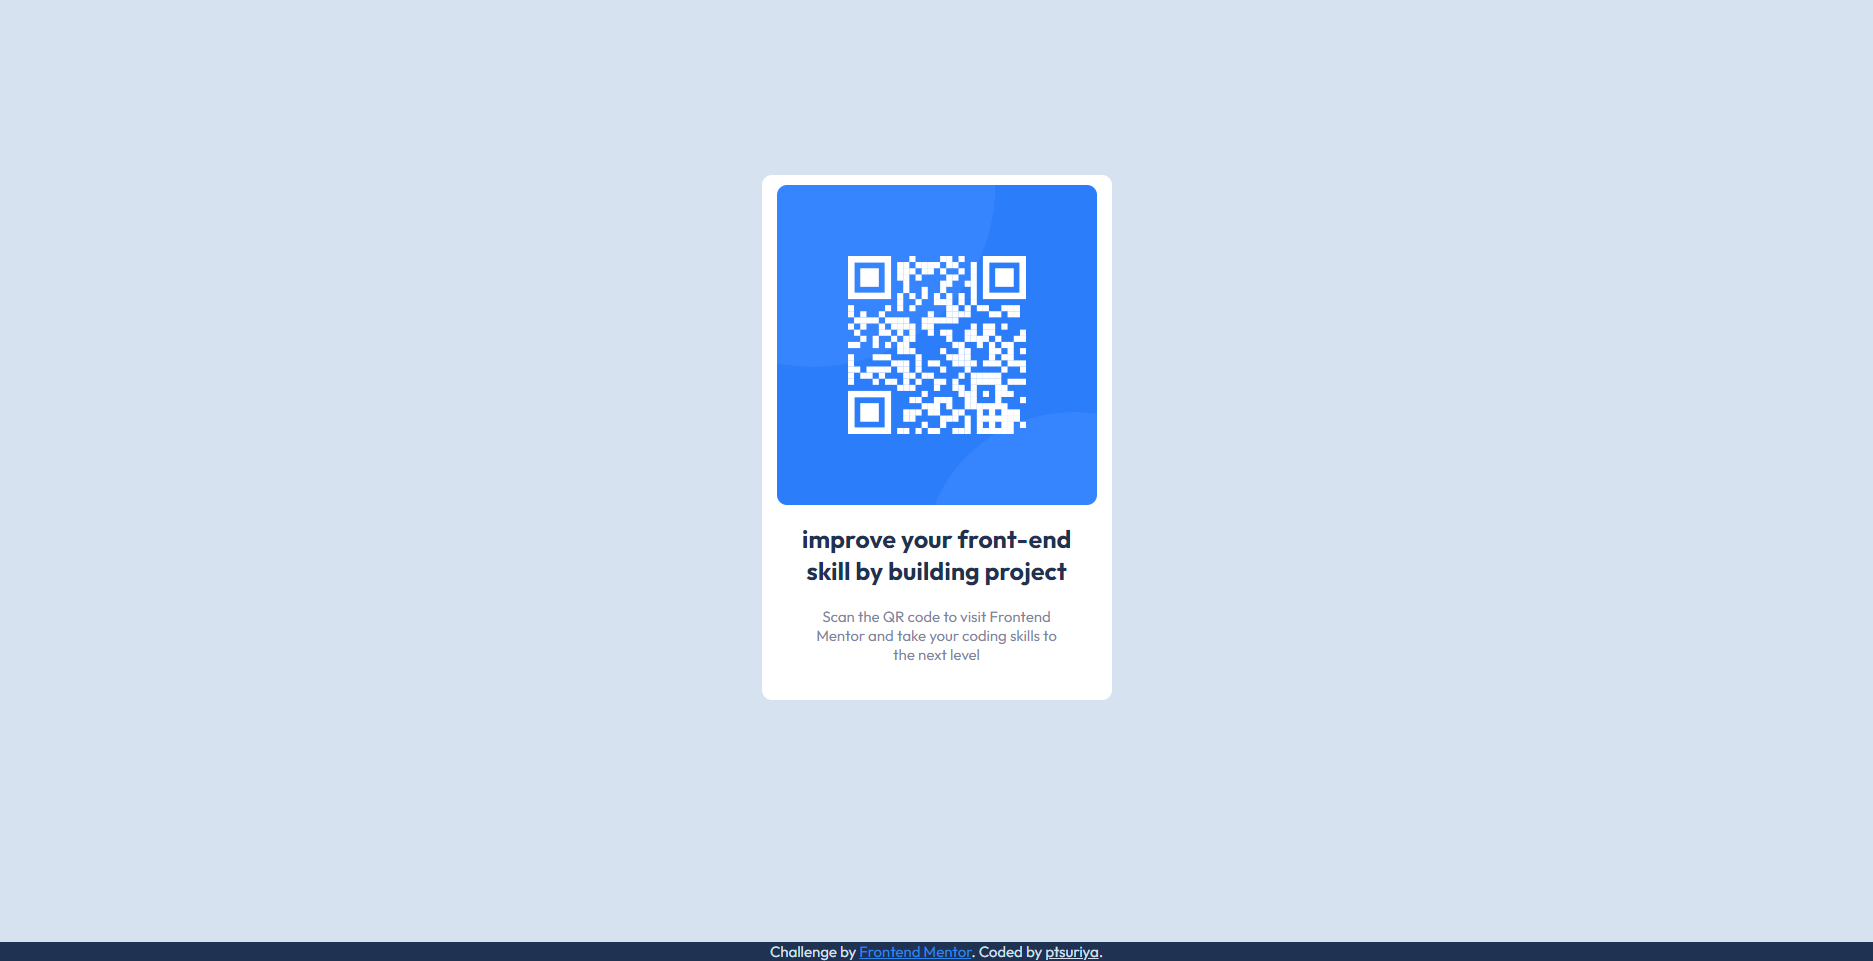 improve your front-end
skill by building project
Scan the QR code to visit Frontend
Mentor and take your coding skills to
the next level
Challenge by Frontend Mentor. Coded by ptsuriya.